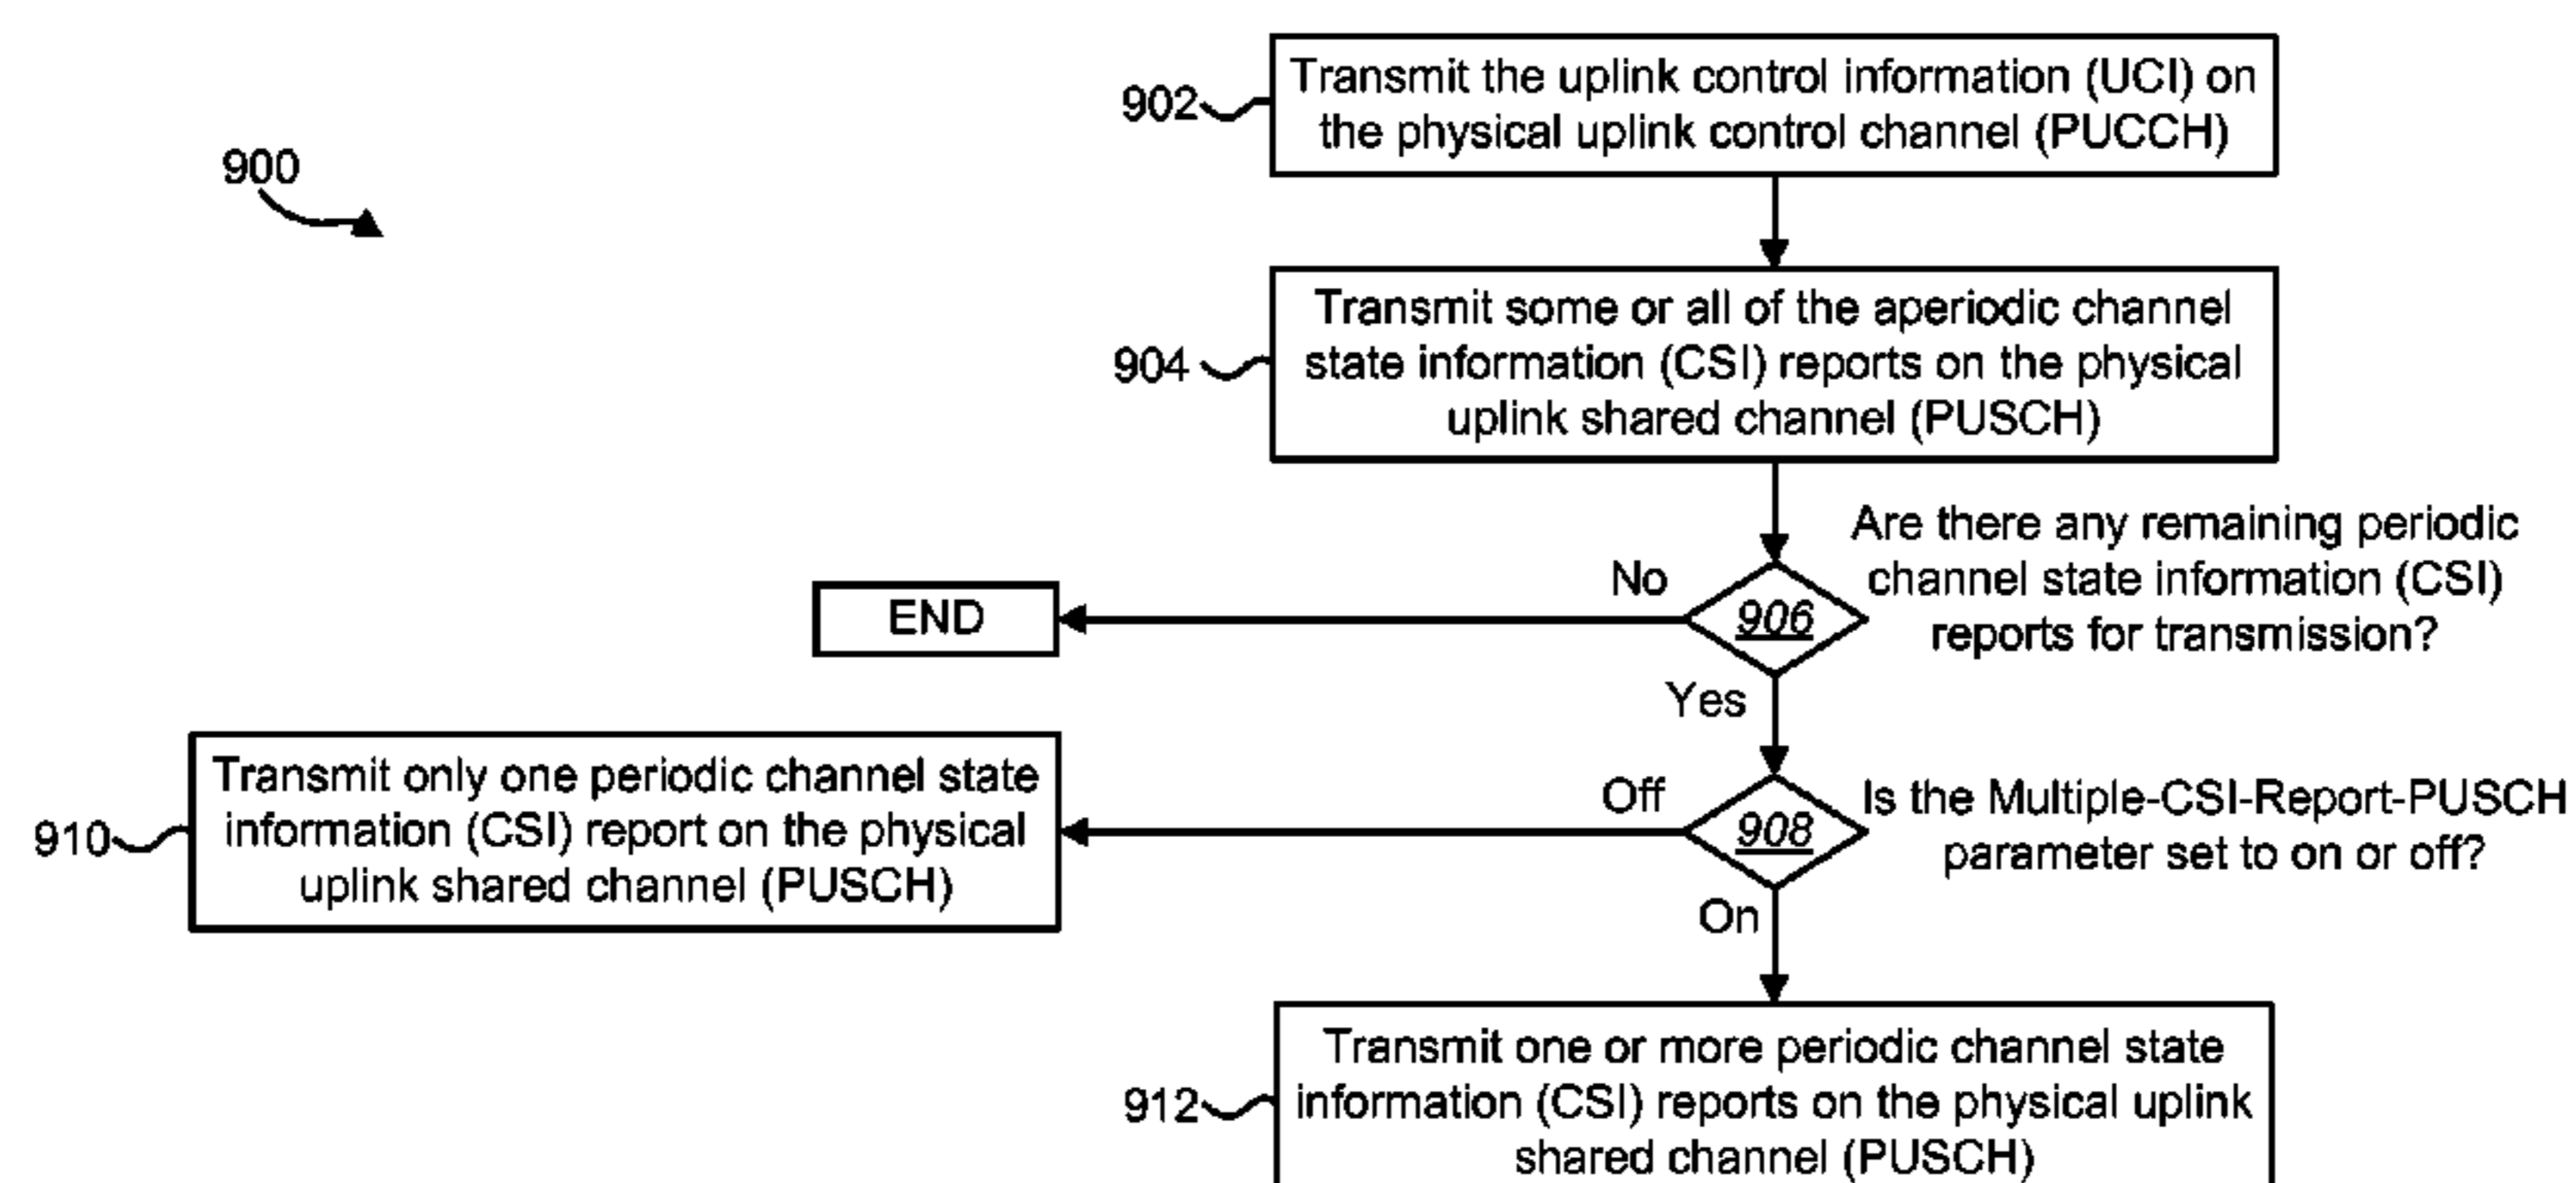 900
902
Transmit the uplink control information (UCI) on
the physical uplink control channel (PUCCH)
904
Transmit some or all of the aperiodic channel
state information (CSI) reports on the physical
uplink shared channel (PUSCH)
Are there any remaining periodic
channel state information (CSI)
reports for transmission?
906
No
END
Yes
Is the Multiple-CSI-Report-PUSCH
parameter set to on or off?
908
Off
910
Transmit only one periodic channel state
information (CSI) report on the physical
uplink shared channel (PUSCH)
On
912
Transmit one or more periodic channel state
information (CSI) reports on the physical uplink
shared channel (PUSCH)